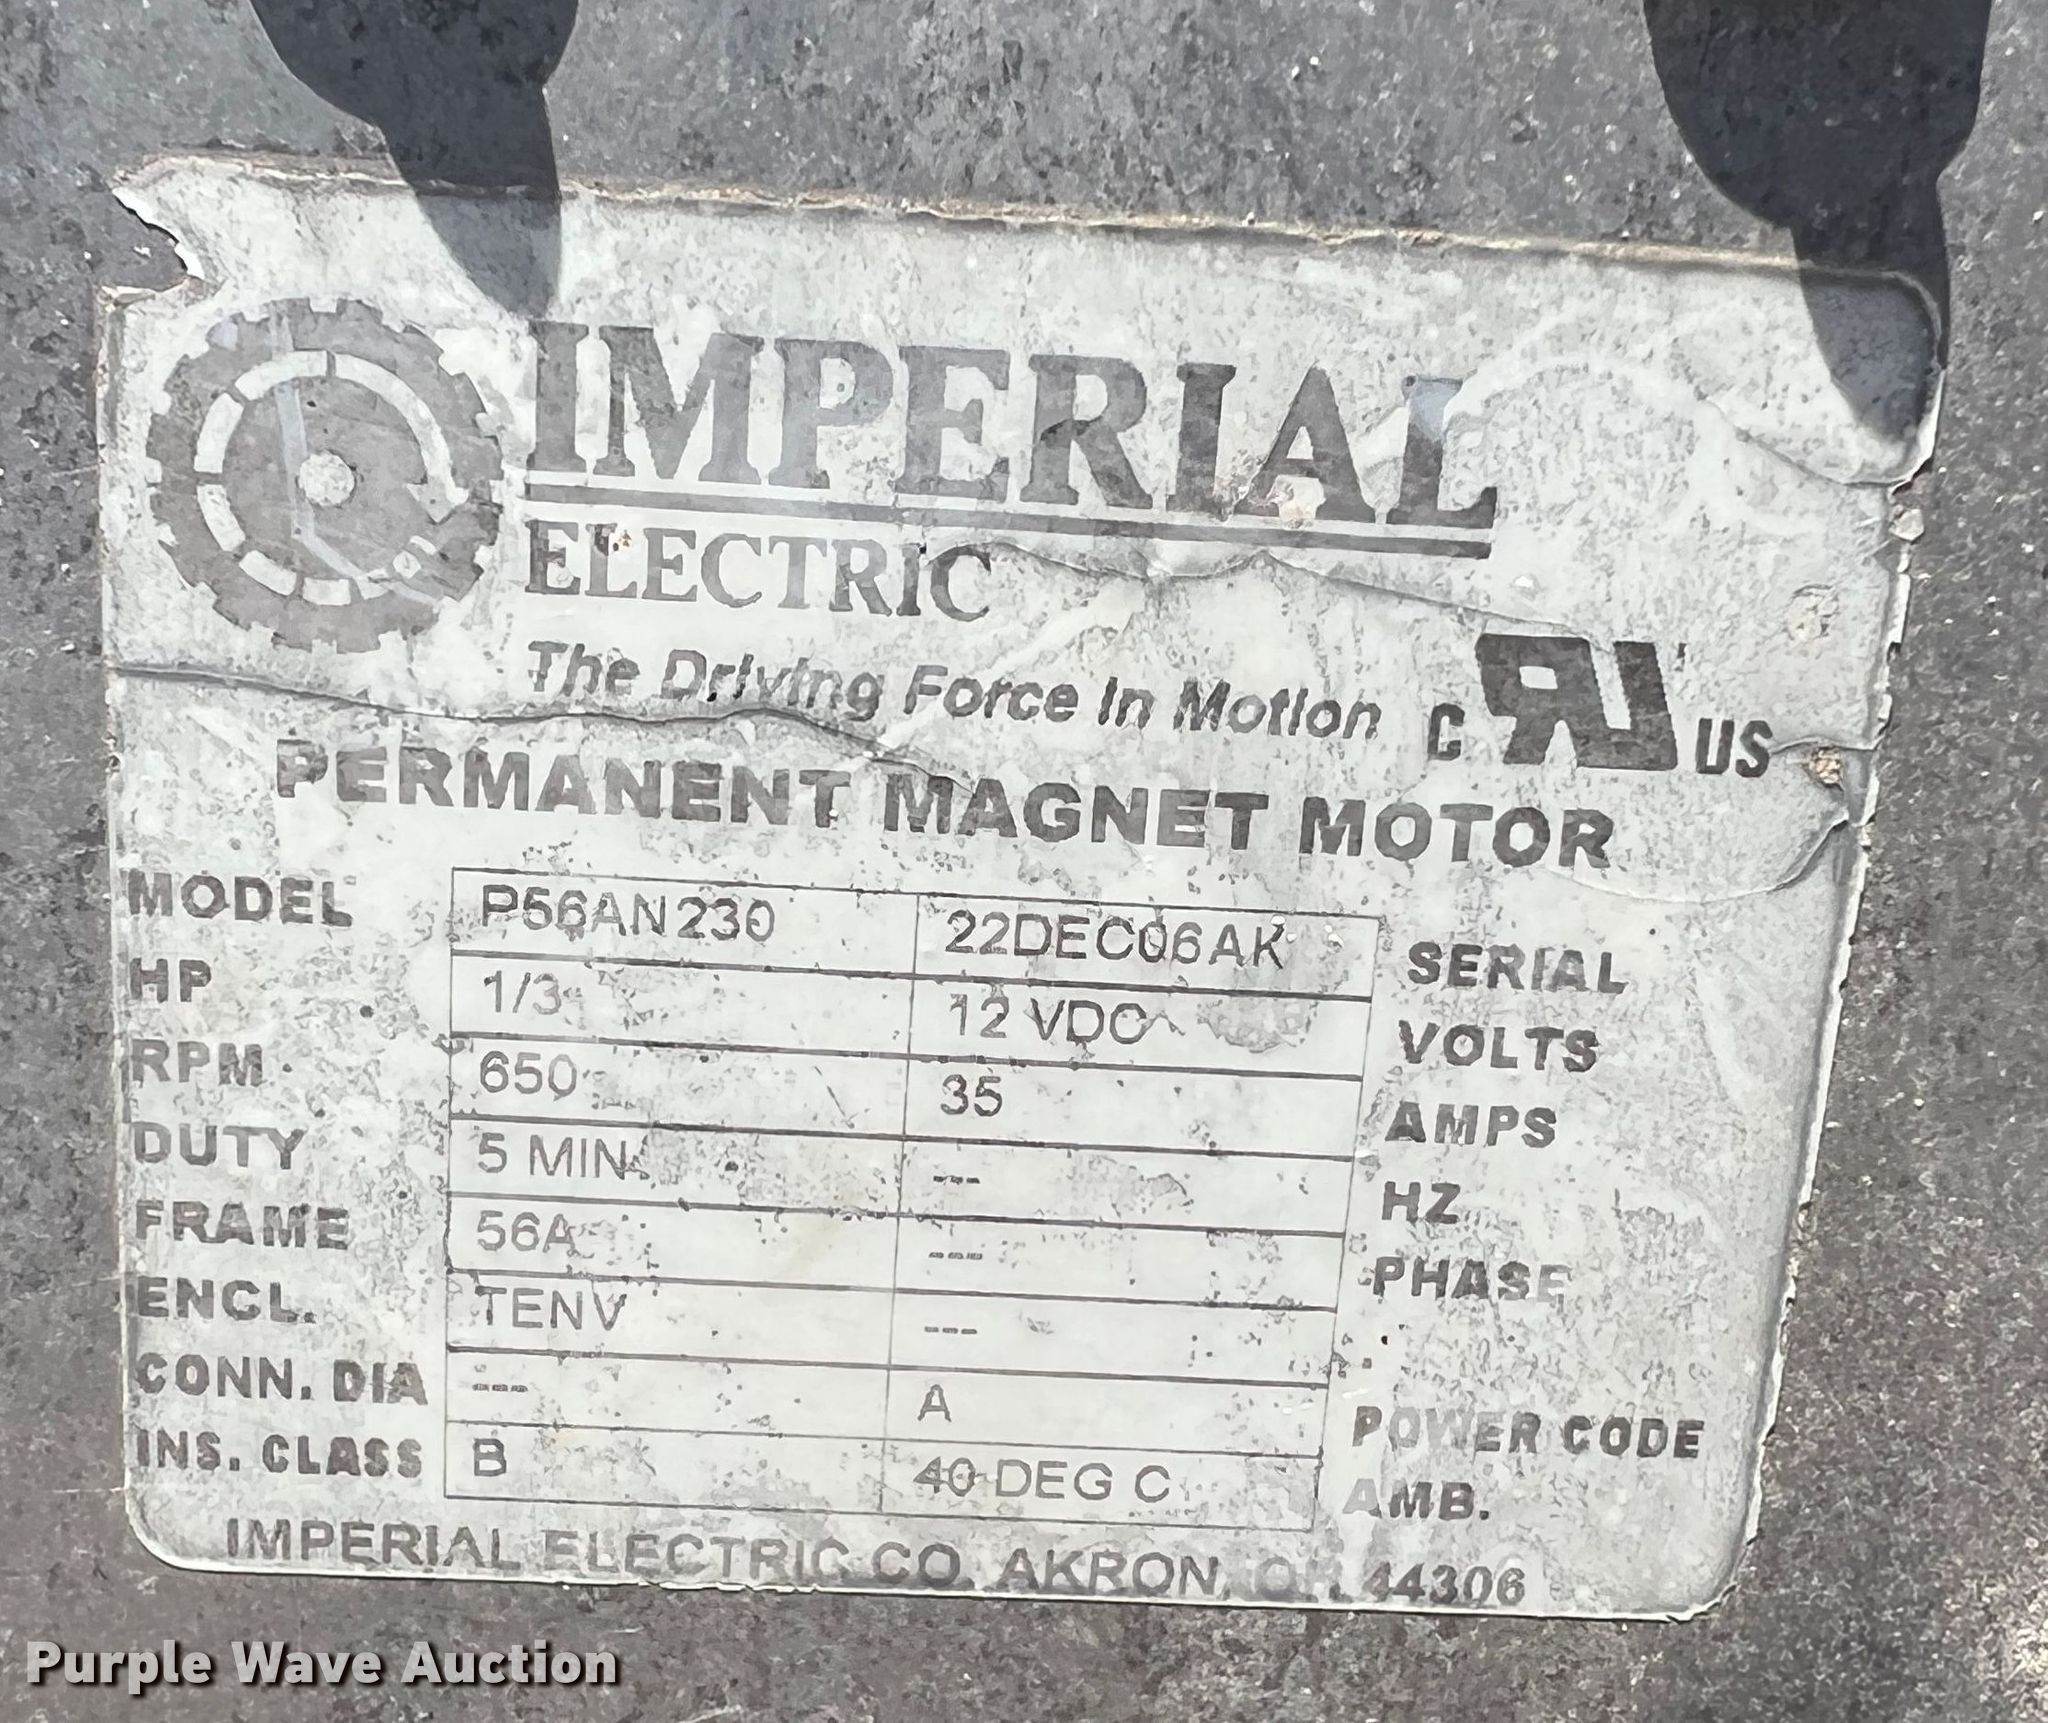 IMPERIAL
ELECTRIC
The Driving Force In Motion
C RU US
PERMANENT MAGNET MOTOR
MODEL P56AN230 22DEC06AK SERIAL
HP 1/3 12 VDC VOLTS
RPM 650 35 AMPS
DUTY 5 MIN --- HZ
FRAME 56A --- PHASE
ENCL. TENV ---
CONN. DIA --- A POWER CODE
INS. CLASS B 40 DEG C AMB.
IMPERIAL ELECTRIC CO. AKRON, OH. 44306
Purple Wave Auction